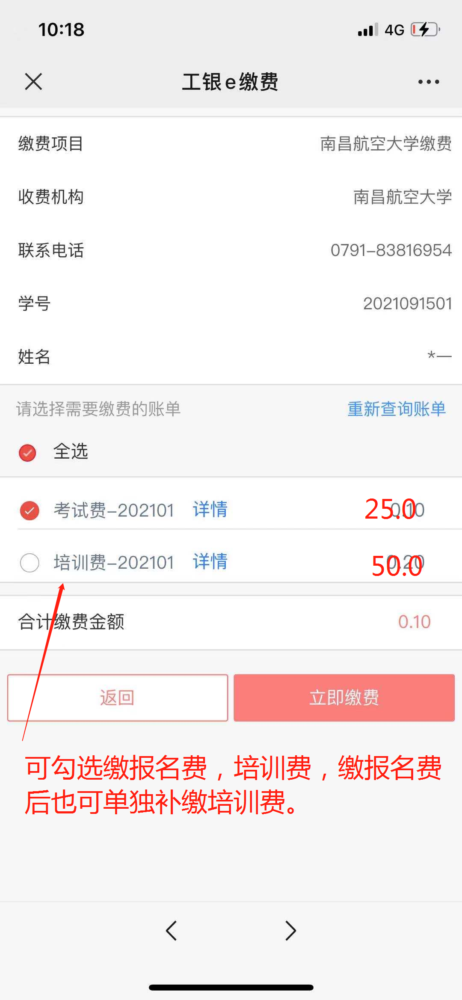 10:18
4G
工银e缴费
缴费项目 南昌航空大学缴费
收费机构 南昌航空大学
联系电话 0791-83816954
学号 2021091501
姓名 *一
请选择需要缴费的账单 重新查询账单
全选
考试费-202101 详情 25.0 0.10
培训费-202101 详情 50.0 0.20
合计缴费金额 0.10
返回 立即缴费
可勾选缴报名费，培训费，缴报名费
后也可单独补缴培训费。